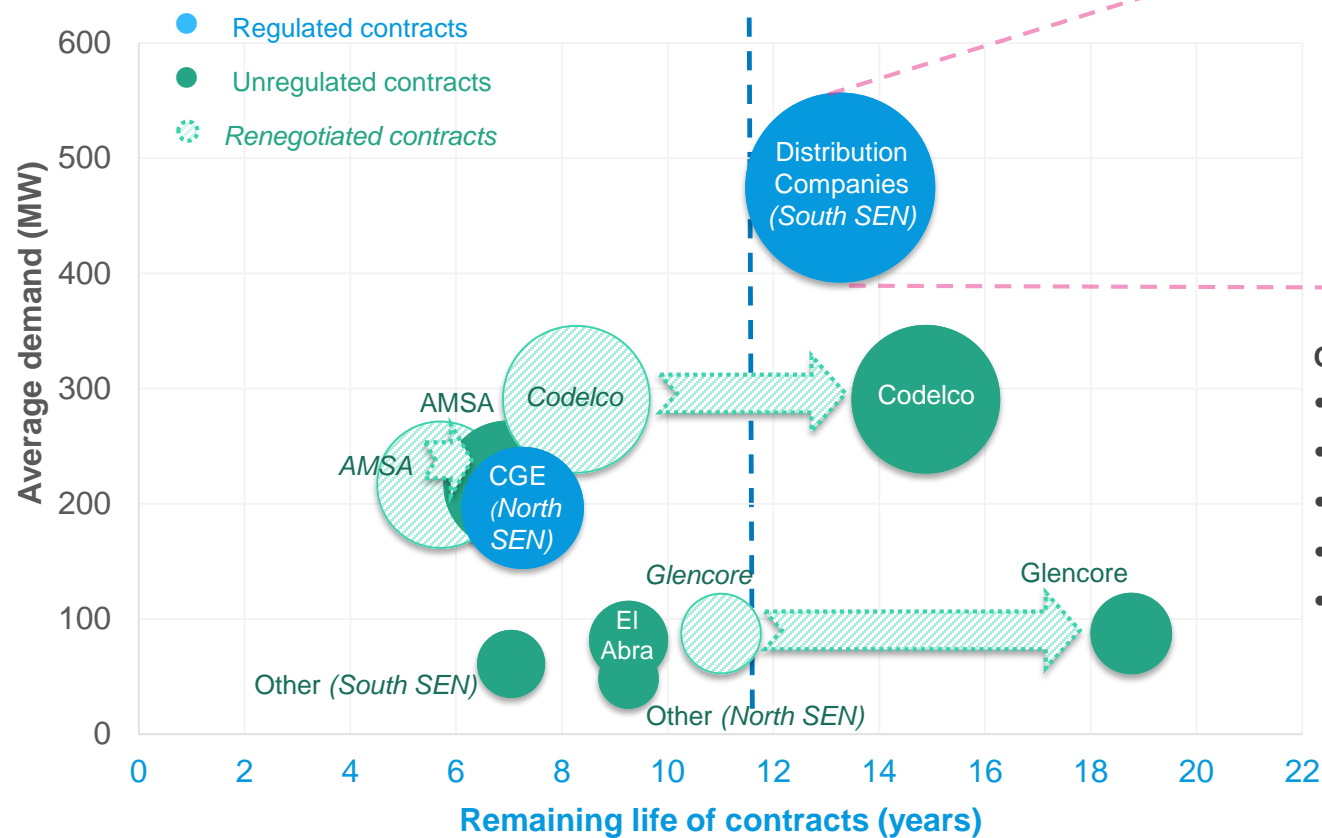 Regulated contracts
Unregulated contracts
Renegotiated contracts
Average demand (MW)
600
500
400
300
200
100
0
Distribution
Companies
(South SEN)
AMSA
Codelco
Codelco
AMSA
CGE
(North
SEN)
Glencore
Glencore
El
Abra
Other (South SEN)
Other (North SEN)
0 2 4 6 8 10 12 14 16 18 20 22
Remaining life of contracts (years)